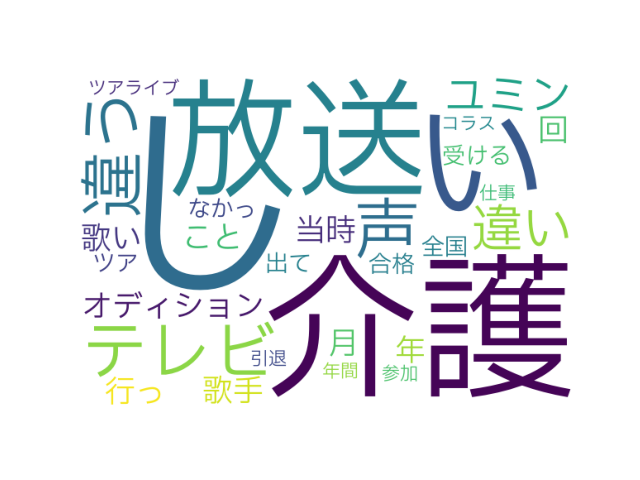 ツアライブ
放送
ユミン
違う
し
い
コラス
回
受ける
なかっ
仕事
歌い
こと
当時
声
違い
ツア
出て
合格
全国
介護
オディション
テレビ
引退
月
年
年間
参加
行っ
歌手